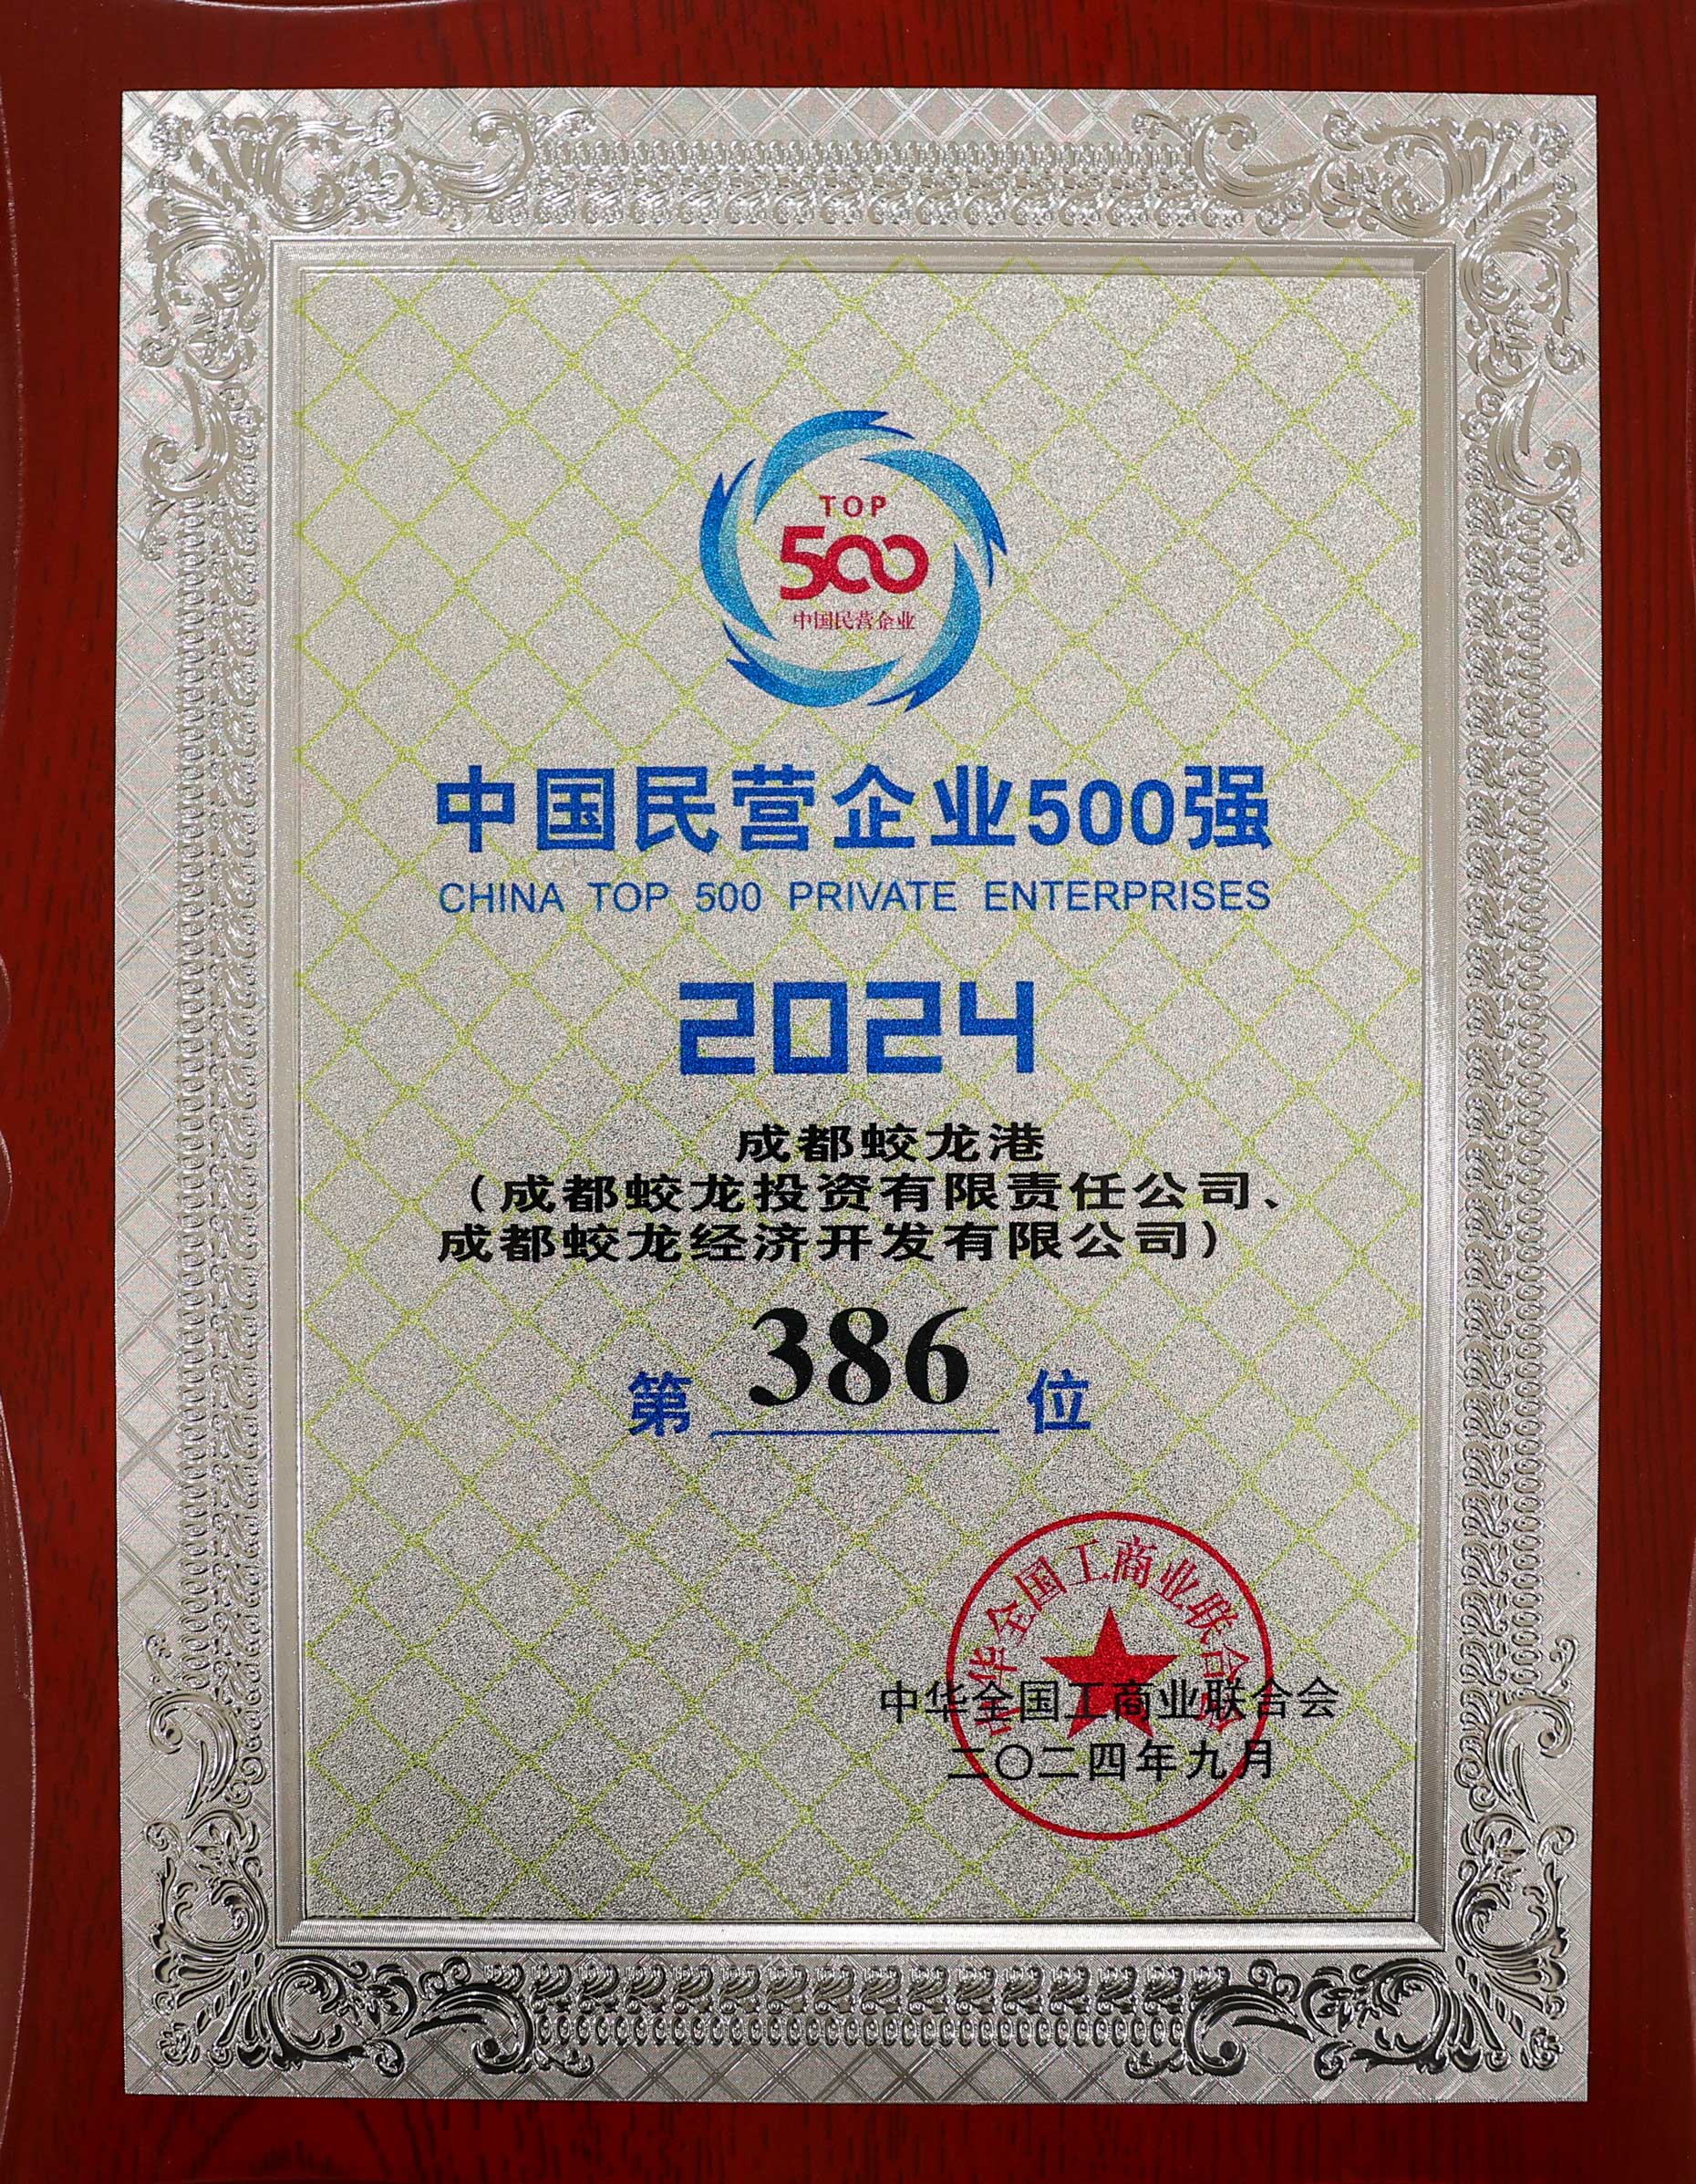 TOP
500
中国民营企业
中国民营企业500强
CHINA TOP 500 PRIVATE ENTERPRISES
2024
成都蛟龙港
（成都蛟龙投资有限责任公司、
成都蛟龙经济开发有限公司）
第 386 位
中华全国工商业联合会
中华全国工商业联合会
二〇二四年九月